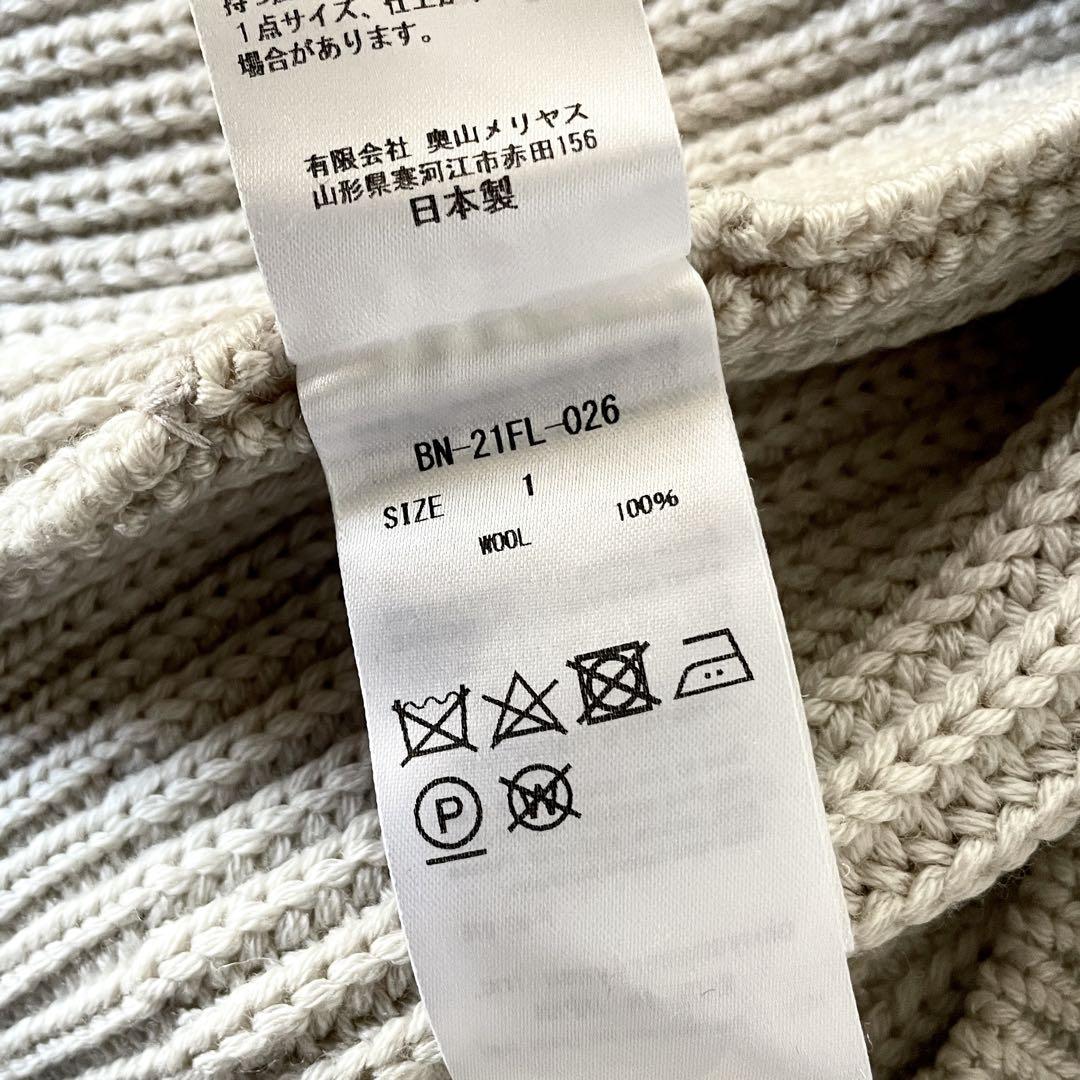 1点サイズ、仕上が
場合があります。
有限会社 奥山メリヤス
山形県寒河江市赤田156
日本製
BN-21FL-026
SIZE 1
WOOL 100%
P
W